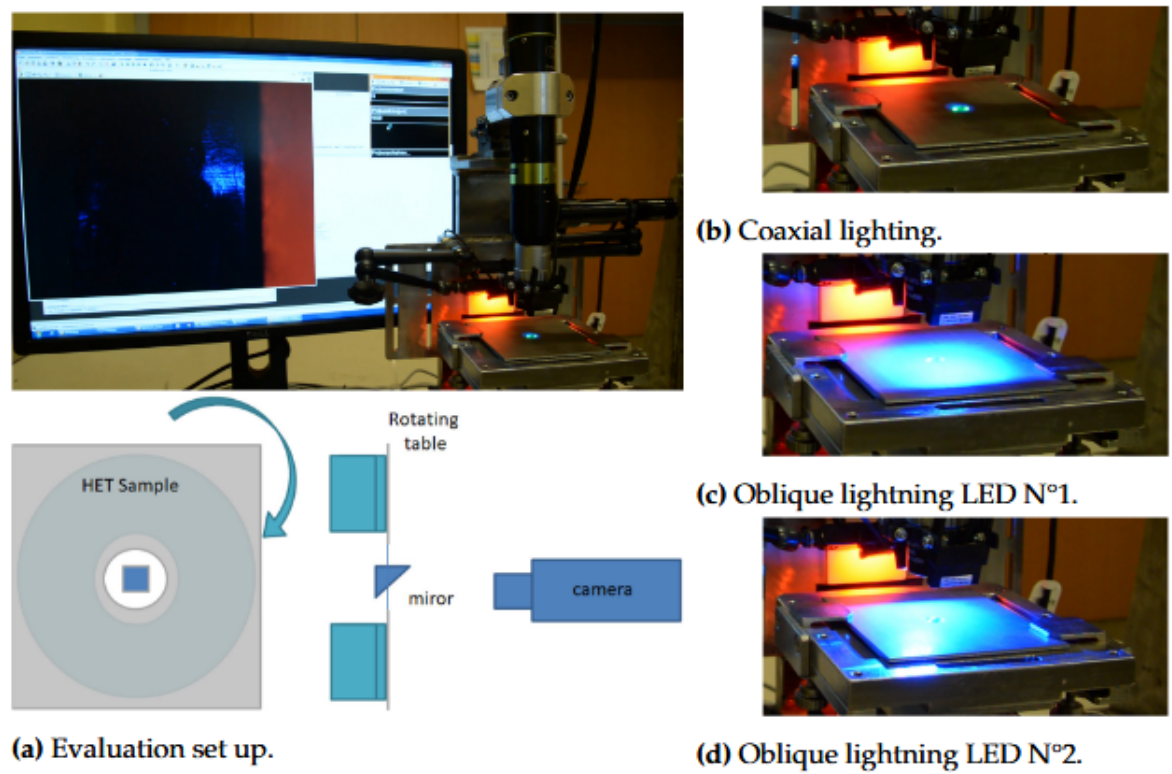 (b) Coaxial lighting.
Rotating
table
HET Sample
miror
camera
(c) Oblique lightning LED N°1.
(a) Evaluation set up.
(d) Oblique lightning LED N°2.